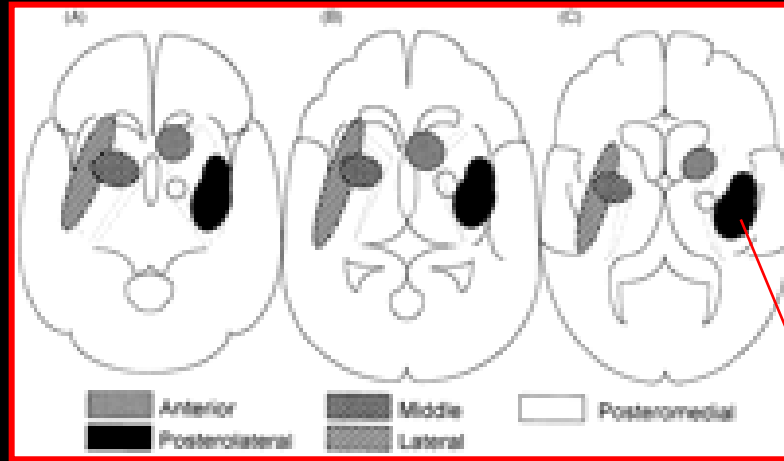 (A) (B) (C)
Anterior Middle Posteromedial
Posterolateral Lateral